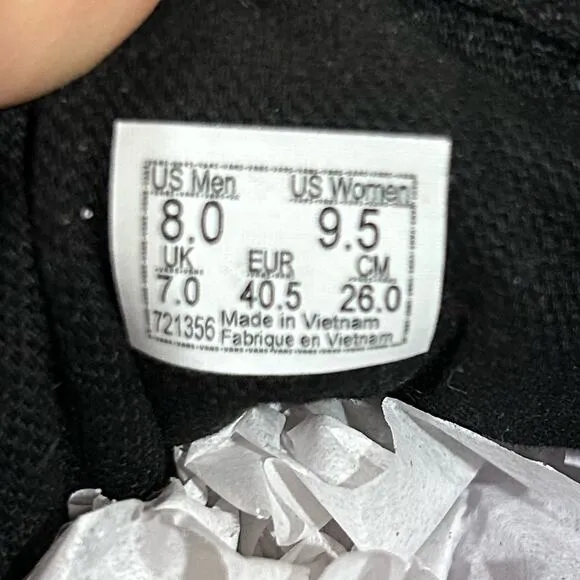 US Men US Women
8.0 9.5
UK EUR CM
7.0 40.5 26.0
721356 Made in Vietnam
Fabrique en Vietnam